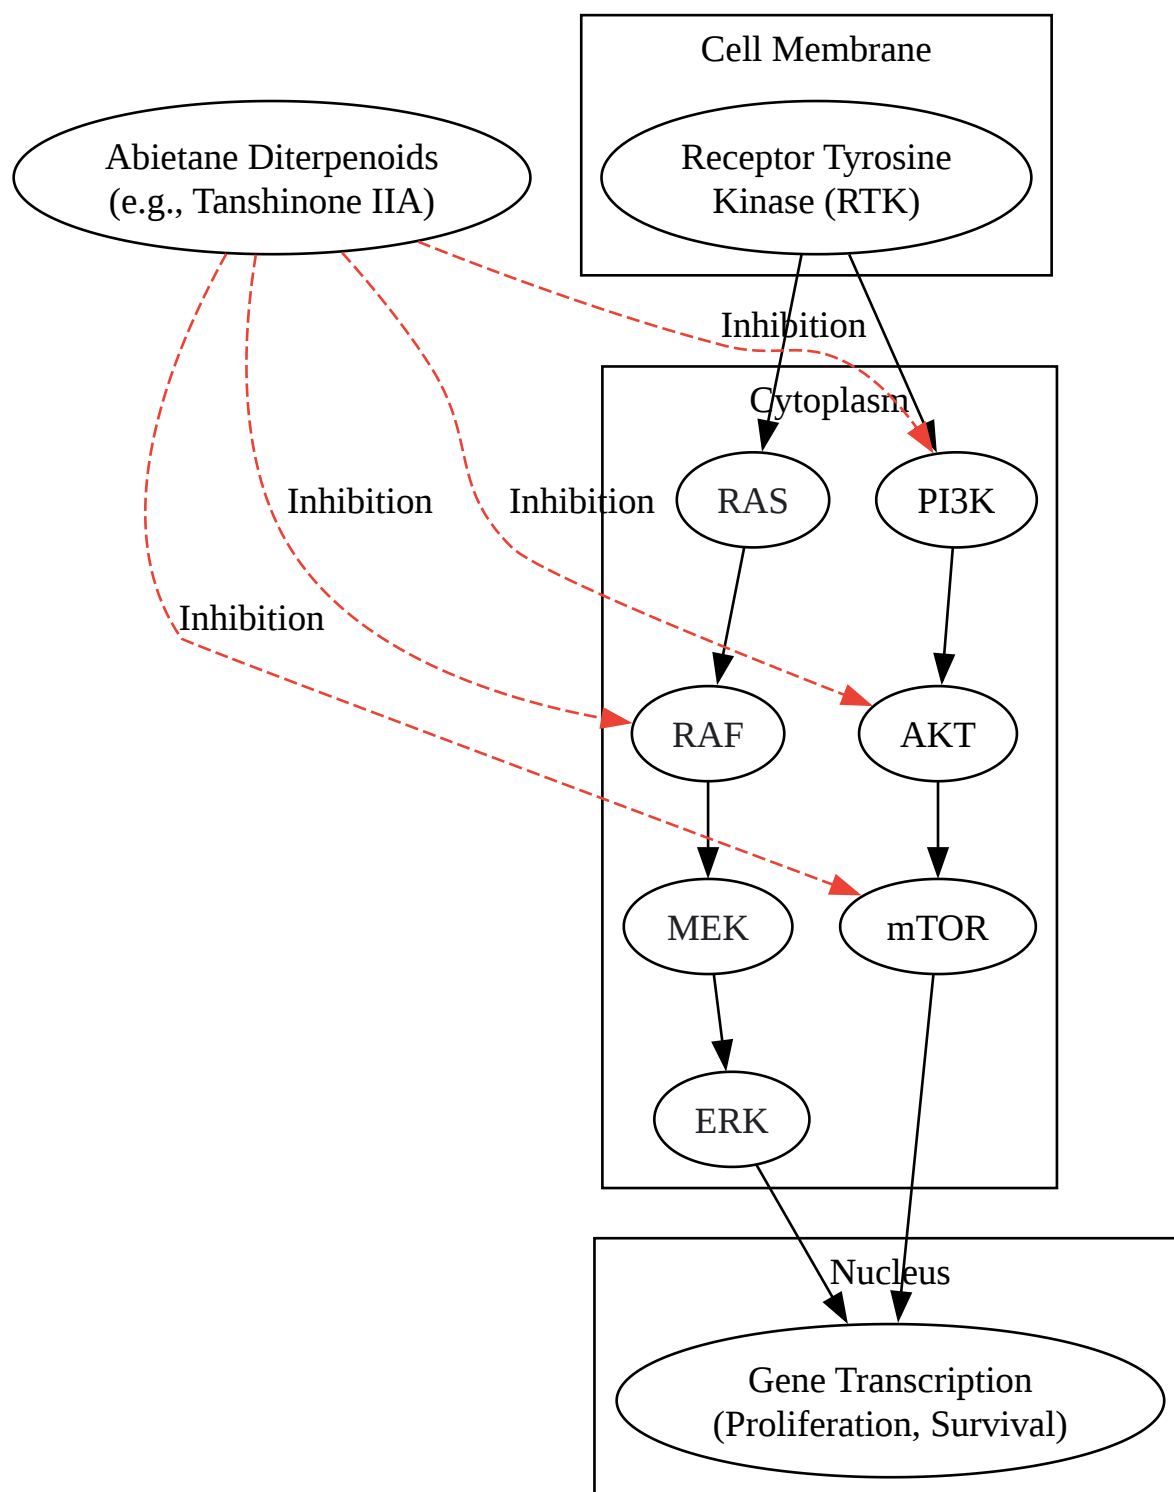 Cell Membrane
Abietane Diterpenoids
(e.g., Tanshinone IIA)
Receptor Tyrosine
Kinase (RTK)
Inhibition
Cytoplasm
Inhibition
Inhibition
RAS
PI3K
Inhibition
RAF
AKT
MEK
mTOR
ERK
Nucleus
Gene Transcription
(Proliferation, Survival)